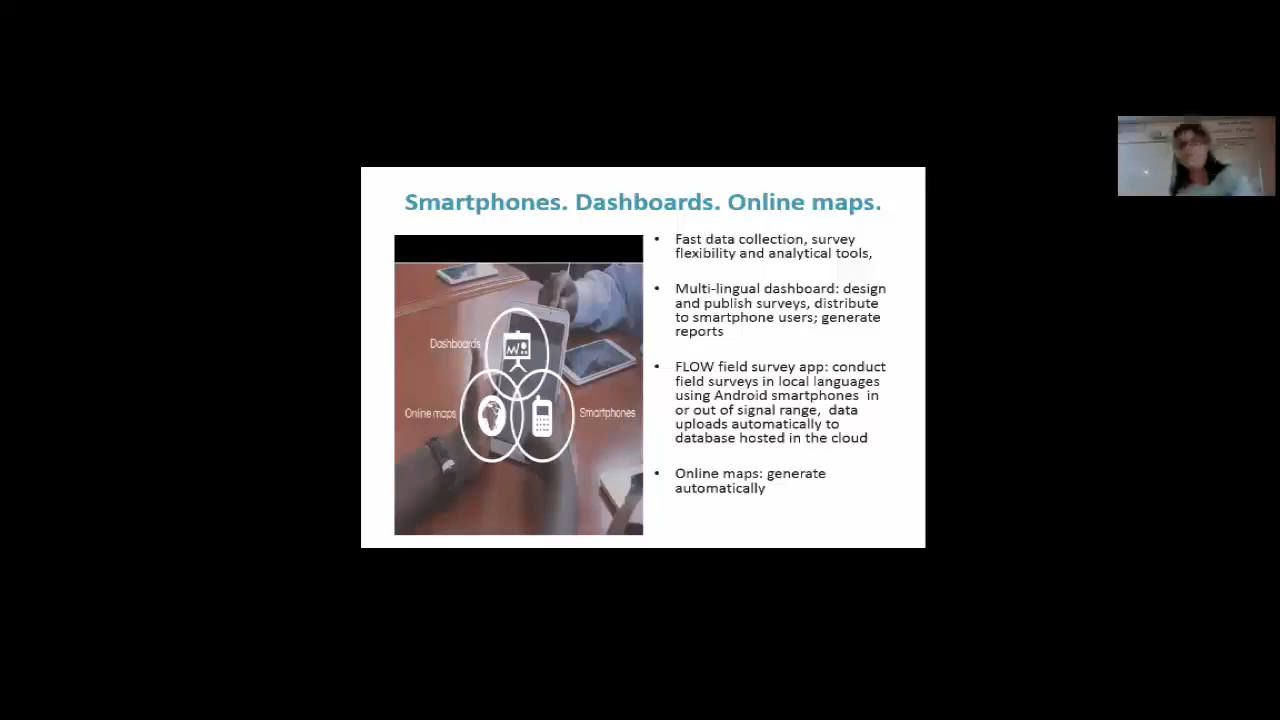 Smartphones. Dashboards. Online maps.
Dashboards
Online maps
Smartphones
• Fast data collection, survey
flexibility and analytical tools,
• Multi-lingual dashboard: design
and publish surveys, distribute
to smartphone users; generate
reports
• FLOW field survey app: conduct
field surveys in local languages
using Android smartphones in
or out of signal range, data
uploads automatically to
database hosted in the cloud
• Online maps: generate
automatically